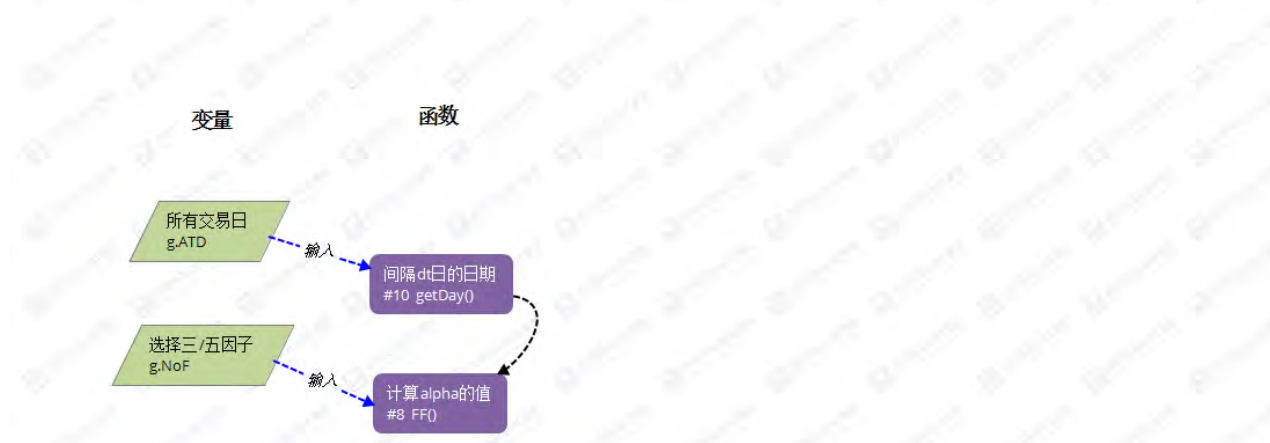 变量
函数
所有交易日
g.ATD
输入
间隔dt日的日期
#10 getDay()
选择三/五因子
g.NoF
输入
计算alpha的值
#8 FF()